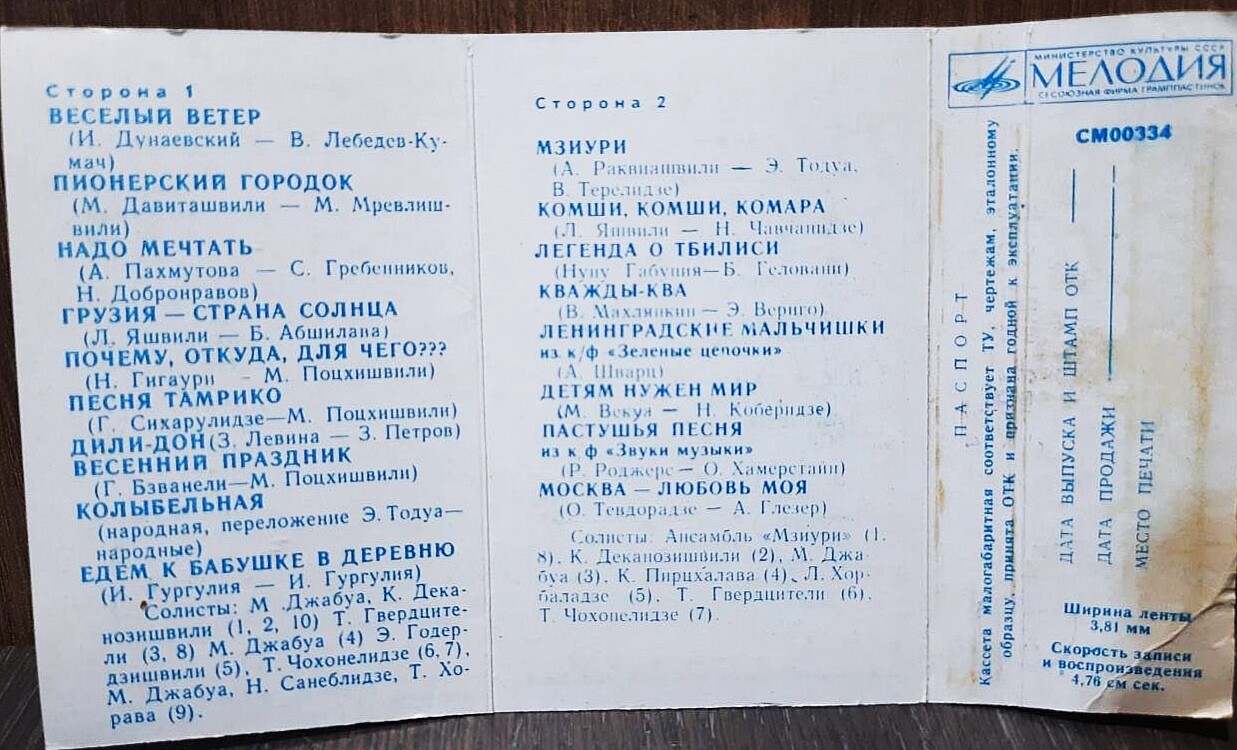 Сторона 1
ВЕСЕЛЫЙ ВЕТЕР
(И. Дунаевский — В. Лебедев-Ку-
мач)
ПИОНЕРСКИЙ ГОРОДОК
(М. Давиташвили — М. Мревлиш-
вили)
НАДО МЕЧТАТЬ
(А. Пахмутова — С. Гребенников,
Н. Добронравов)
ГРУЗИЯ — СТРАНА СОЛНЦА
(Л. Яшвили — Б. Абшилава)
ПОЧЕМУ, ОТКУДА, ДЛЯ ЧЕГО???
(Н. Гигаури - М. Поцхишвили)
ПЕСНЯ ТАМРИКО
(Г. Сихарулидзе—М. Поцхишвили)
ДИЛИ-ДОН(З. Левина — З. Петров)
ВЕСЕННИЙ ПРАЗДНИК
(Г. Бзванели—М. Поцхишвили)
КОЛЫБЕЛЬНАЯ
(народная, переложение Э. Тодуа—
народные)
ЕДЕМ К БАБУШКЕ В ДЕРЕВНЮ
(И. Гургулия — И. Гургулия)
Солисты: М .Джабуа, К. Дека-
нозишвили (1, 2, 10) Т. Гвердците-
ли (3, 8) М. Джабуа (4) Э. Годер-
дзишвили (5), Т. Чохонелидзе (6, 7),
М. Джабуа, Н. Санеблидзе, Т. Хо-
рава (9).
Сторона 2
МЗИУРИ
(А. Раквиашвили — Э. Тодуа,
В. Терелидзе)
КОМШИ, КОМШИ, КОМАРА
(Л. Яшвили — Н. Чавчанидзе)
ЛЕГЕНДА О ТБИЛИСИ
(Нуну Габуния—Б. Геловани)
КВАЖДЫ-КВА
(В. Махлянкин — Э. Вериго).
ЛЕНИНГРАДСКИЕ МАЛЬЧИШКИ
из к/ф «Зеленые цепочки»
(А. Шварц)
ДЕТЯМ НУЖЕН МИР
(М. Векуа — Н. Коберидзе)
ПАСТУШЬЯ ПЕСНЯ
из к ф «Звуки музыки»
(Р. Роджерс — О. Хамерстайн)
МОСКВА — ЛЮБОВЬ МОЯ
(О. Тевдорадзе — А. Глезер)
Солисты: Ансамбль «Мзиури» (1.
8), К. Деканозишвили (2), М. Джа-
буа (3), К. Пирцхалава (4), Л. Хор-
баладзе (5), Т. Гвердцители (6),
Т. Чохонелидзе (7).
МИНИСТЕРСТВО КУЛЬТУРЫ СССР
МЕЛОДИЯ
ФИРМА ГРАМПЛАСТИНОК
СМ00334
ПАСПОРТ
Кассета малогабаритная соответствует ТУ, чертежам, эталонному
образцу, принята ОТК и признана годной к эксплуатации.
ДАТА ВЫПУСКА И ШТАМП ОТК
ДАТА ПРОДАЖИ
МЕСТО ПЕЧАТИ
Ширина ленты
3,81 мм
Скорость записи
и воспроизведения
4,76 см сек.